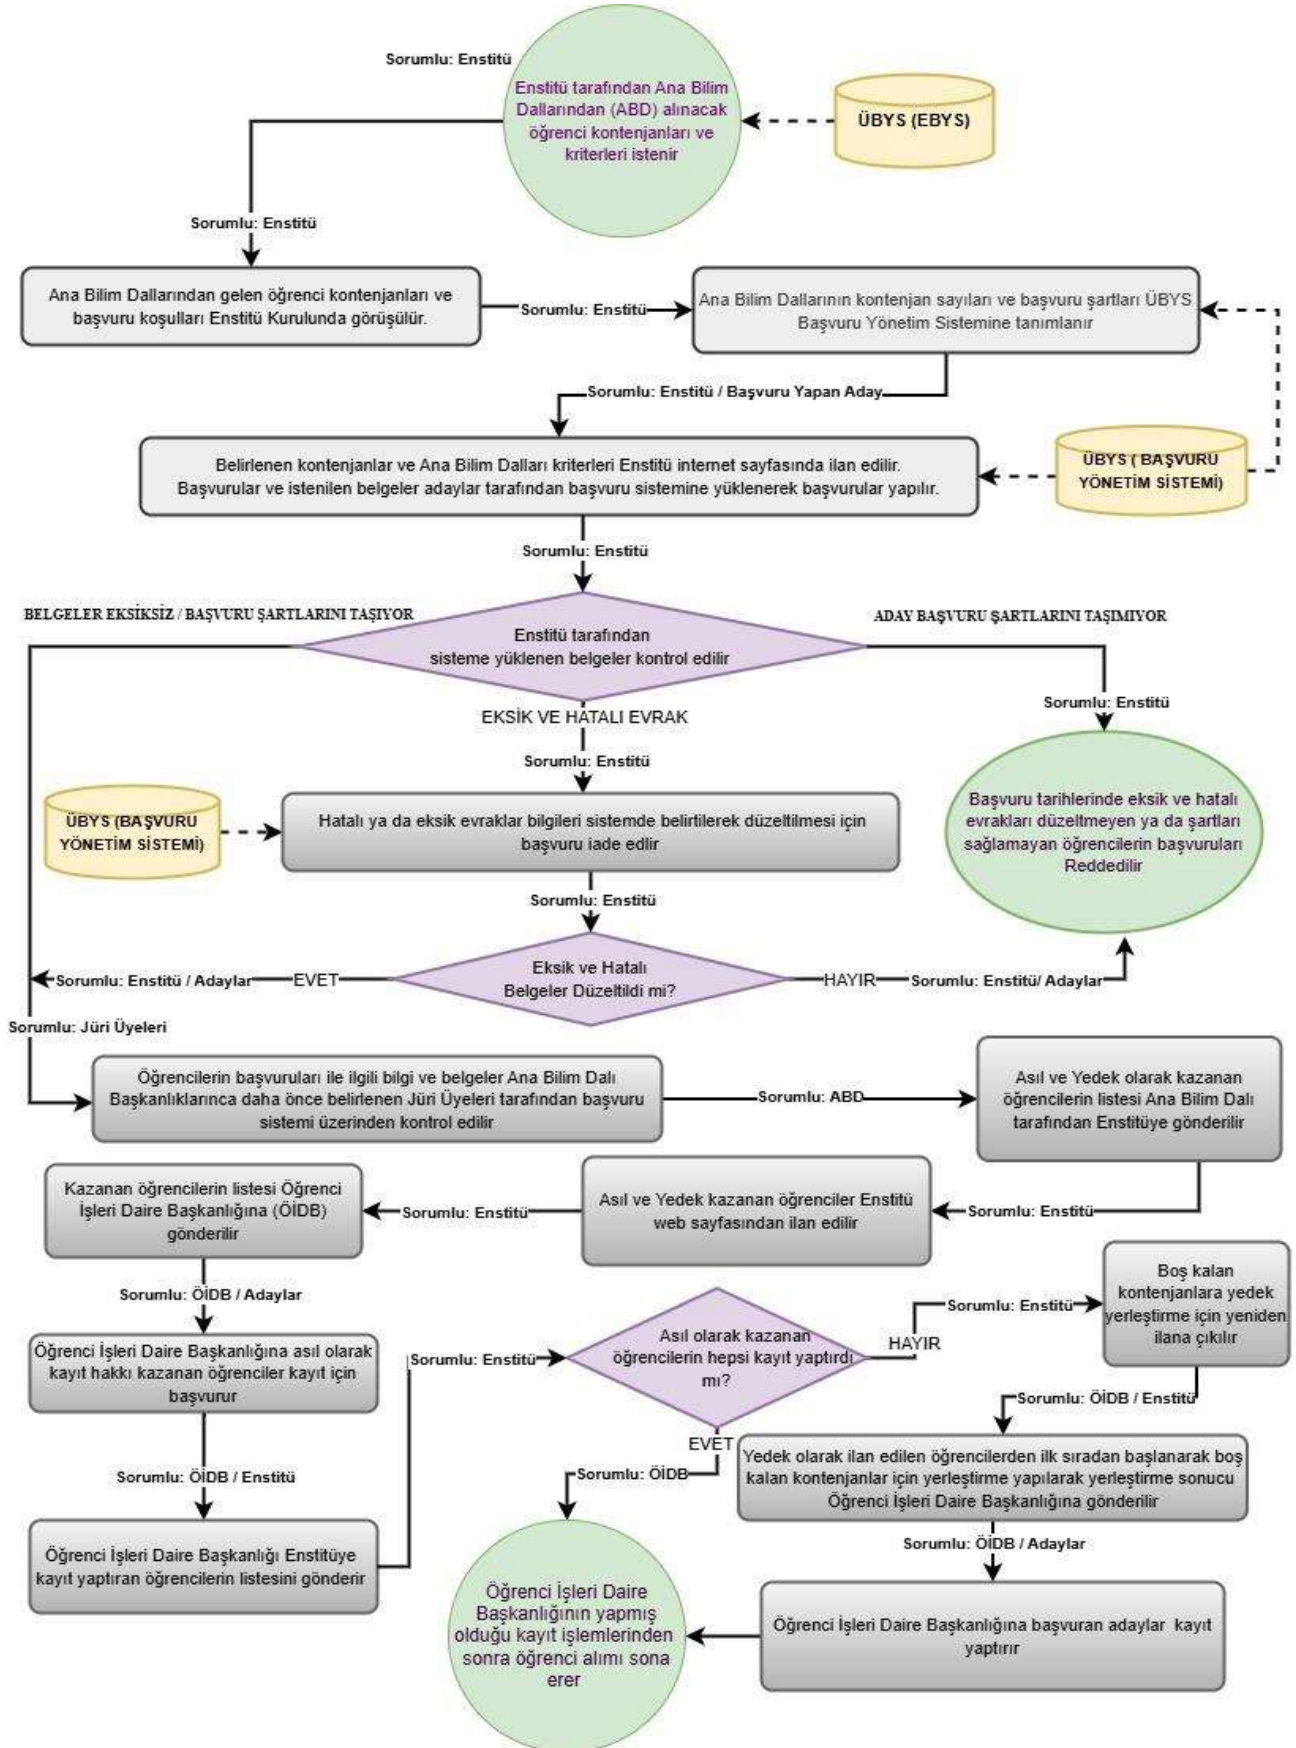 Sorumlu: Enstitü
Enstitü tarafından Ana Bilim
Dallarından (ABD) alınacak
öğrenci kontenjanları ve
kriterleri istenir
ÜBYS (EBYS)
Sorumlu: Enstitü
Ana Bilim Dallarından gelen öğrenci kontenjanları ve
başvuru koşulları Enstitü Kurulunda görüşülür.
Sorumlu: Enstitü
Ana Bilim Dallarının kontenjan sayıları ve başvuru şartları ÜBYS
Başvuru Yönetim Sistemine tanımlanır
Sorumlu: Enstitü / Başvuru Yapan Aday
Belirlenen kontenjanlar ve Ana Bilim Dalları kriterleri Enstitü internet sayfasında ilan edilir.
Başvurular ve istenilen belgeler adaylar tarafından başvuru sistemine yüklenerek başvurular yapılır.
ÜBYS ( BAŞVURU
YÖNETİM SİSTEMİ)
Sorumlu: Enstitü
BELGELER EKSİKSİZ / BAŞVURU ŞARTLARINI TAŞIYOR
ADAY BAŞVURU ŞARTLARINI TAŞIMIYOR
Enstitü tarafından
sisteme yüklenen belgeler kontrol edilir
Sorumlu: Enstitü
EKSİK VE HATALI EVRAK
Sorumlu: Enstitü
ÜBYS (BAŞVURU
YÖNETİM SİSTEMİ)
Hatalı ya da eksik evraklar bilgileri sistemde belirtilerek düzeltilmesi için
başvuru iade edlir
Başvuru tarihlerinde eksik ve hatalı
evrakları düzeltmeyen ya da şartları
sağlamayan öğrencilerin başvuruları
Reddedilir
Sorumlu: Enstitü
Sorumlu: Enstitü / Adaylar
EVET
Eksik ve Hatalı
Belgeler Düzeltildi mi?
HAYIR
Sorumlu: Enstitü/ Adaylar
Sorumlu: Jüri Üyeleri
Öğrencilerin başvuruları ile ilgili bilgi ve belgeler Ana Bilim Dalı
Başkanlıklarınca daha önce belirlenen Jüri Üyeleri tarafından başvuru
sistemi üzerinden kontrol edilir
Sorumlu: ABD
Asıl ve Yedek olarak kazanan
öğrencilerin listesi Ana Bilim Dalı
tarafından Enstitüye gönderilir
Kazanan öğrencilerin listesi Öğrenci
İşleri Daire Başkanlığına (ÖİDB)
gönderilir
Sorumlu: Enstitü
Asıl ve Yedek kazanan öğrenciler Enstitü
web sayfasından ilan edilir
Sorumlu: Enstitü
Sorumlu: ÖİDB / Adaylar
Boş kalan
kontenjanlara yedek
yerleştirme için yeniden
ilana çıkılır
Sorumlu: Enstitü
HAYIR
Öğrenci İşleri Daire Başkanlığına asıl olarak
kayıt hakkı kazanan öğrenciler kayıt için
başvurur
Sorumlu: Enstitü
Asıl olarak kazanan
öğrencilerin hepsi kayıt yaptırdı
mı?
Sorumlu: ÖİDB / Enstitü
EVET
Sorumlu: ÖİDB
Yedek olarak ilan edilen öğrencilerden ilk sıradan başlanarak boş
kalan kontenjanlar için yerleştirme yapılarak yerleştirme sonucu
Öğrenci İşleri Daire Başkanlığına gönderilir
Sorumlu: ÖİDB / Enstitü
Öğrenci İşleri Daire Başkanlığı Enstitüye
kayıt yaptıran öğrencilerin listesini gönderir
Sorumlu: ÖİDB / Adaylar
Öğrenci İşleri Daire
Başkanlığının yapmış
olduğu kayıt işlemlerinden
sonra öğrenci alımı sona
erer
Öğrenci İşleri Daire Başkanlığına başvuran adaylar kayıt
yaptırır